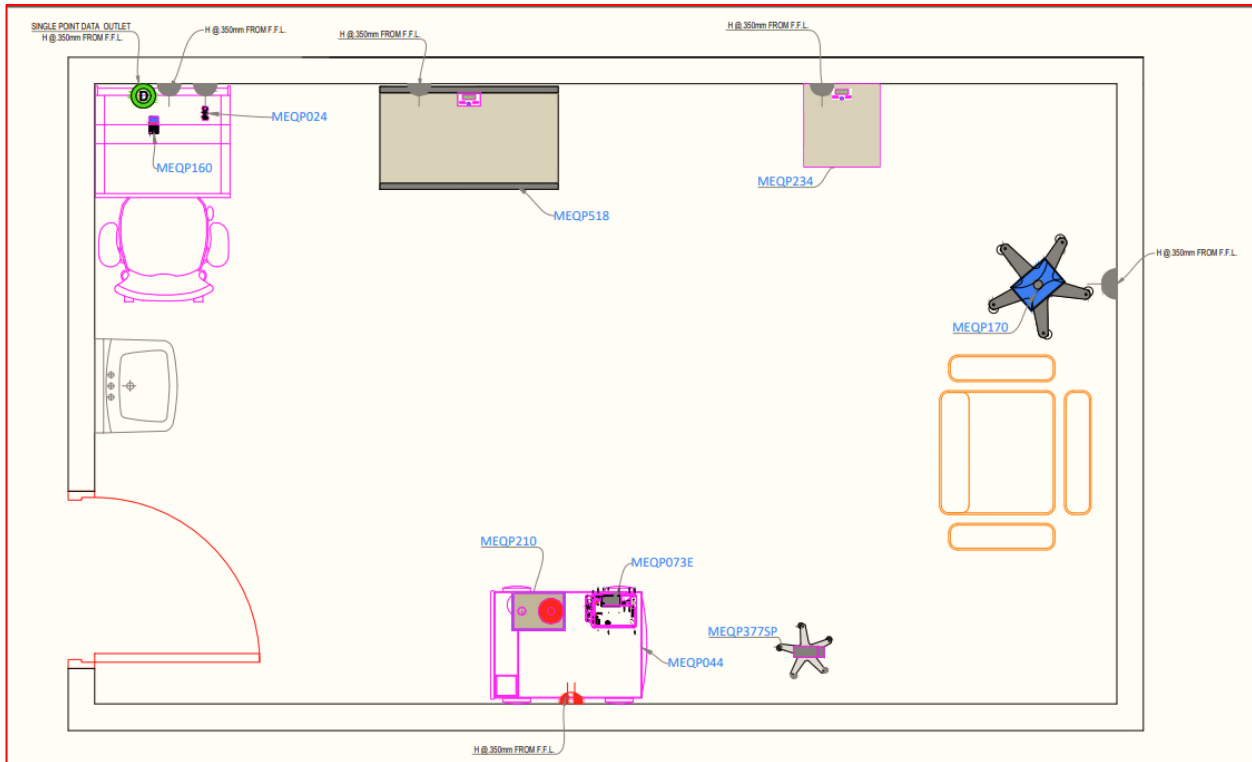 SINGLE POINT DATA OUTLET
H @.350mm FROM F.F.L.
H @.350mm FROM F.F.L.
H @.350mm FROM F.F.L.
H @.350mm FROM F.F.L.
D
MEQP024
MEQP160
MEQP518
MEQP234
H @.350mm FROM F.F.L.
MEQP170
MEQP210
MEQP073E
MEQP377SP
MEQP044
H @.350mm FROM F.F.L.